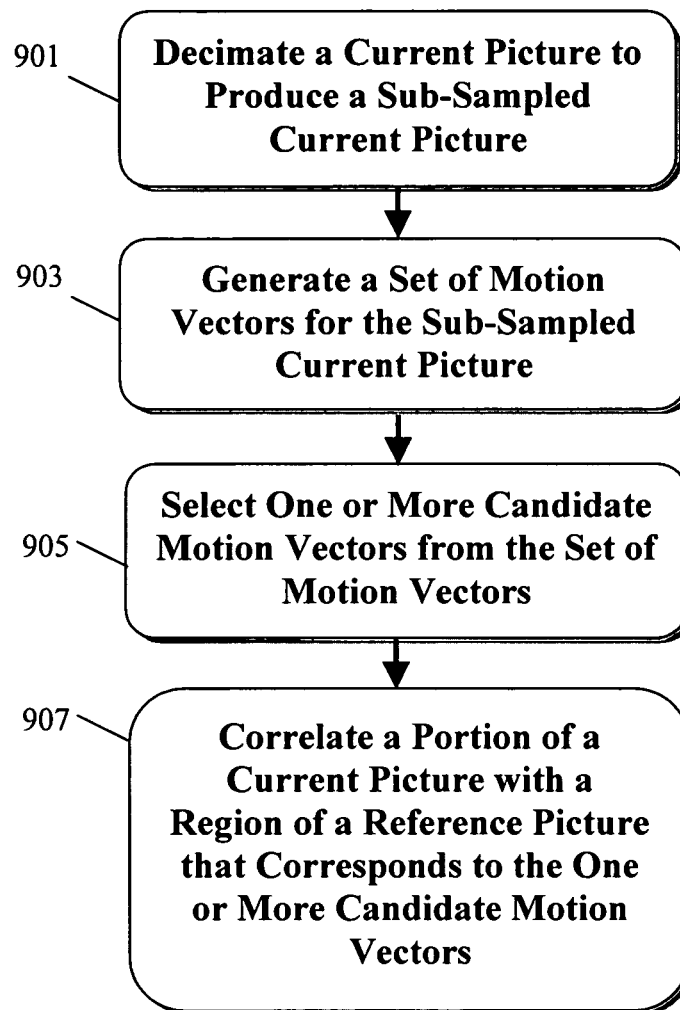 901
Decimate a Current Picture to
Produce a Sub-Sampled
Current Picture
903
Generate a Set of Motion
Vectors for the Sub-Sampled
Current Picture
905
Select One or More Candidate
Motion Vectors from the Set of
Motion Vectors
907
Correlate a Portion of a
Current Picture with a
Region of a Reference Picture
that Corresponds to the One
or More Candidate Motion
Vectors